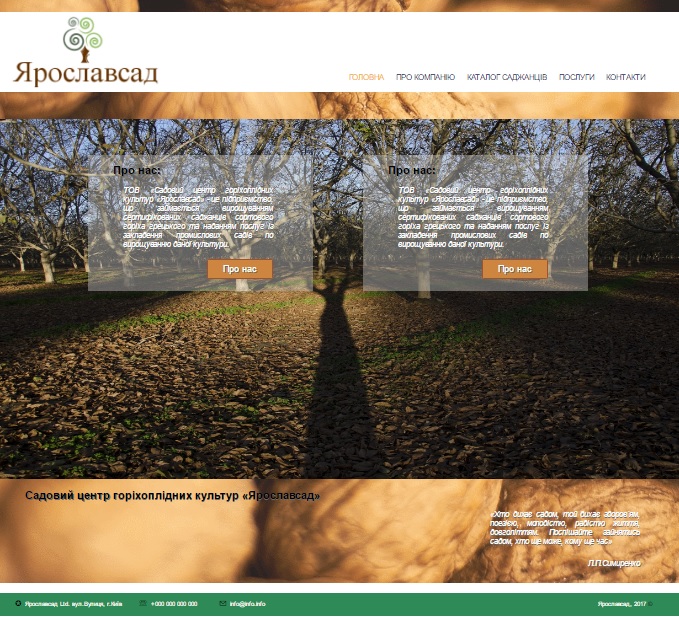 Ярославсад
ГОЛОВНА ПРО КОМПАНІЮ КАТАЛОГ САДЖАНЦІВ ПОСЛУГИ КОНТАКТИ
Про нас:
ТОВ «Садовий центр горіхоплідних
культур «Ярославсад» - це підприємство,
що займається вирощуванням
сертифікованих саджанців сортового
горіха грецького та наданням послуг із
закладення промислових садів по
вирощуванню даної культури.
Про нас
Про нас:
ТОВ «Садовий центр горіхоплідних
культур «Ярославсад» - це підприємство,
що займається вирощуванням
сертифікованих саджанців сортового
горіха грецького та наданням послуг із
закладення промислових садів по
вирощуванню даної культури.
Про нас
Садовий центр горіхоплідних культур «Ярославсад»
«Хто дихає садом, той дихає здоров'ям,
поезією, молодістю, радістю життя,
довголіттям. Поспішайте зайнятись
садом, хто ще може, кому ще час»
Л.П.Симиренко
Ярославсад Ltd. вул.Вулиця, г.Київ +000 000 000 000 info@info.info Ярославсад, 2017 ©